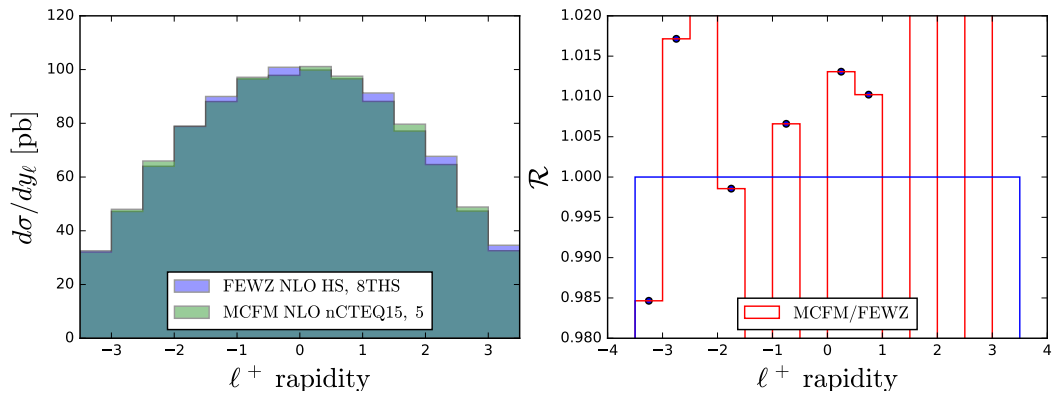 dσ/dyℓ [pb]
120
100
80
60
40
20
0
−3 −2 −1 0 1 2 3
ℓ+ rapidity
FEWZ NLO HS, 8THS
MCFM NLO nCTEQ15, 5
R
1.020
1.015
1.010
1.005
1.000
0.995
0.990
0.985
0.980
−4 −3 −2 −1 0 1 2 3 4
ℓ+ rapidity
MCFM/FEWZ